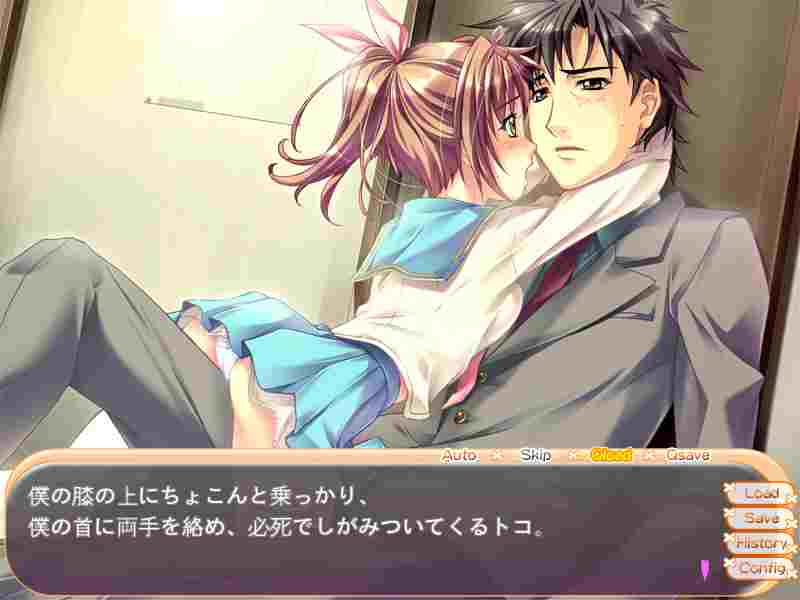 Auto × Skip × Qload × Qsave
僕の膝の上にちょこんと乗っかり、
僕の首に両手を絡め、必死でしがみついてくるトコ。
Load
Save
History
Config